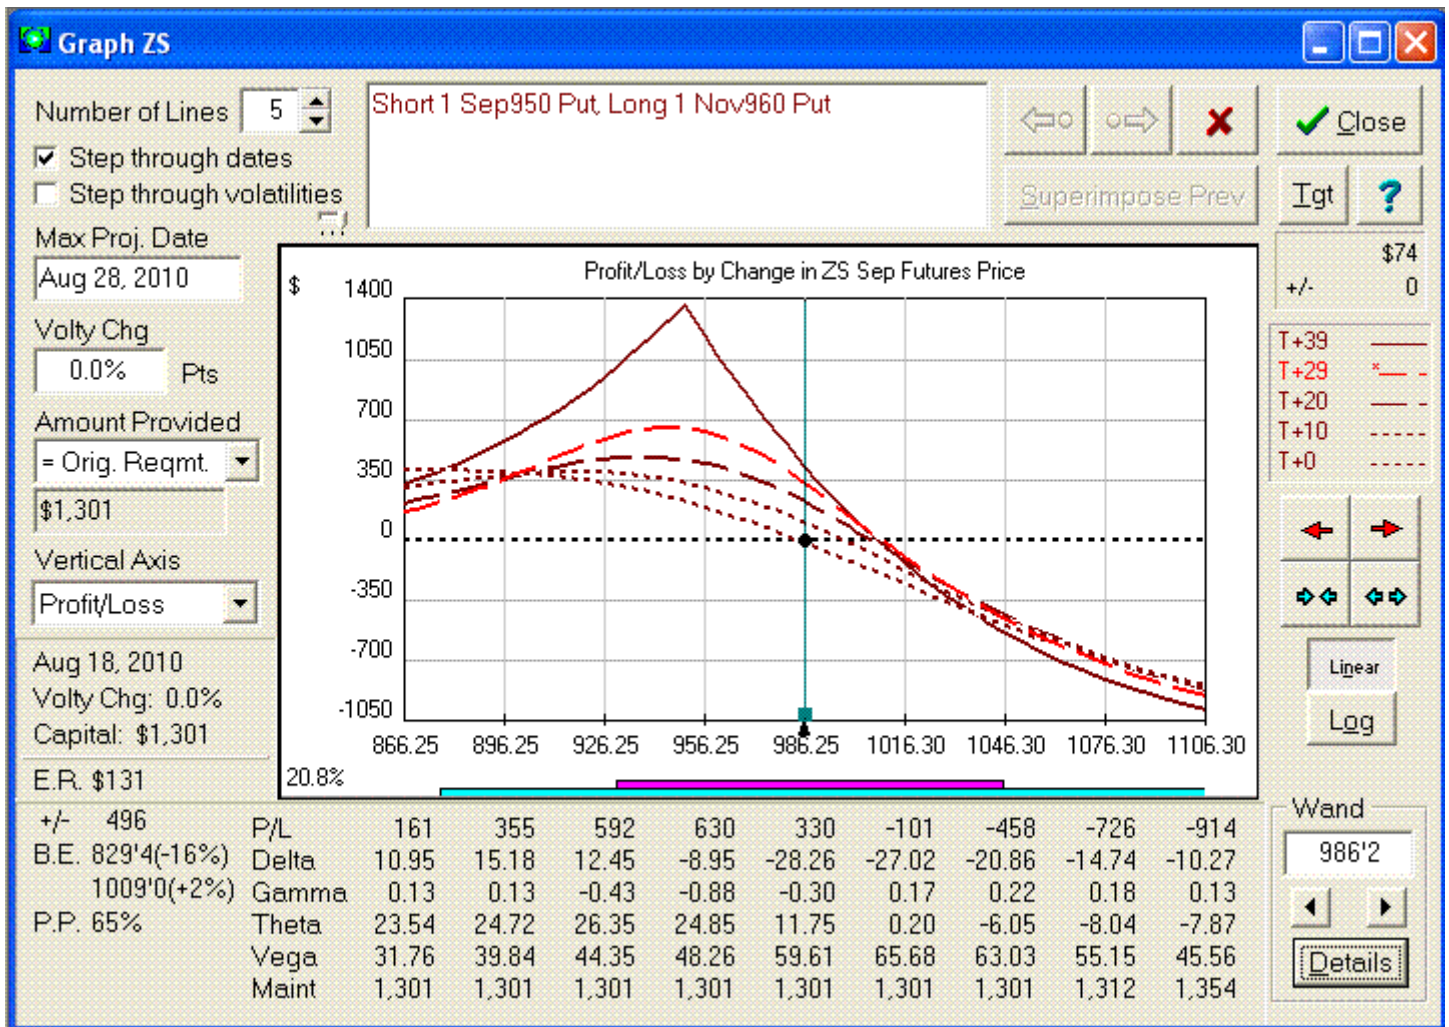 Graph ZS
Number of Lines 5
Step through dates
Step through volatilities
Short 1 Sep950 Put, Long 1 Nov960 Put
Close
Superimpose Prev
Tgt ?
Max Proj. Date
Aug 28, 2010
Volty Chg
0.0% Pts
Amount Provided
= Orig. Reqmt.
$1,301
Vertical Axis
Profit/Loss
Aug 18, 2010
Volty Chg: 0.0%
Capital: $1,301
E.R. $131
+/- 496
B.E. 829'4(-16%)
1009'0(+2%)
P.P. 65%
Profit/Loss by Change in ZS Sep Futures Price
$
1400
1050
700
350
0
-350
-700
-1050
866.25 896.25 926.25 956.25 986.25 1016.30 1046.30 1076.30 1106.30
20.8%
$74
+/- 0
T+39
T+29 *
T+20
T+10
T+0
Linear
Log
P/L 161 355 592 630 330 -101 -458 -726 -914
Delta 10.95 15.18 12.45 -8.95 -28.26 -27.02 -20.86 -14.74 -10.27
Gamma 0.13 0.13 -0.43 -0.88 -0.30 0.17 0.22 0.18 0.13
Theta 23.54 24.72 26.35 24.85 11.75 0.20 -6.05 -8.04 -7.87
Vega 31.76 39.84 44.35 48.26 59.61 65.68 63.03 55.15 45.56
Maint 1,301 1,301 1,301 1,301 1,301 1,301 1,301 1,312 1,354
Wand
986'2
Details